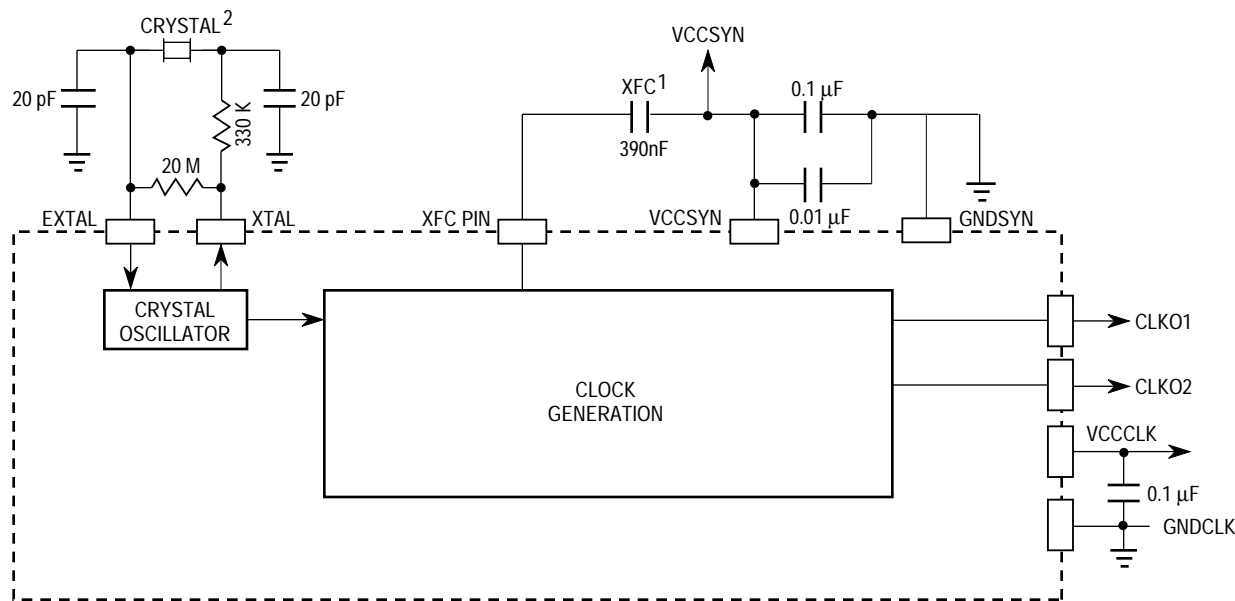 CRYSTAL2
20 pF
20 pF
330 K
20 M
VCCSYN
XFC1
390nF
0.1 μF
0.01 μF
EXTAL
XTAL
XFC PIN
VCCSYN
GNDSYN
CRYSTAL
OSCILLATOR
CLOCK
GENERATION
CLKO1
CLKO2
VCCCLK
0.1 μF
GNDCLK